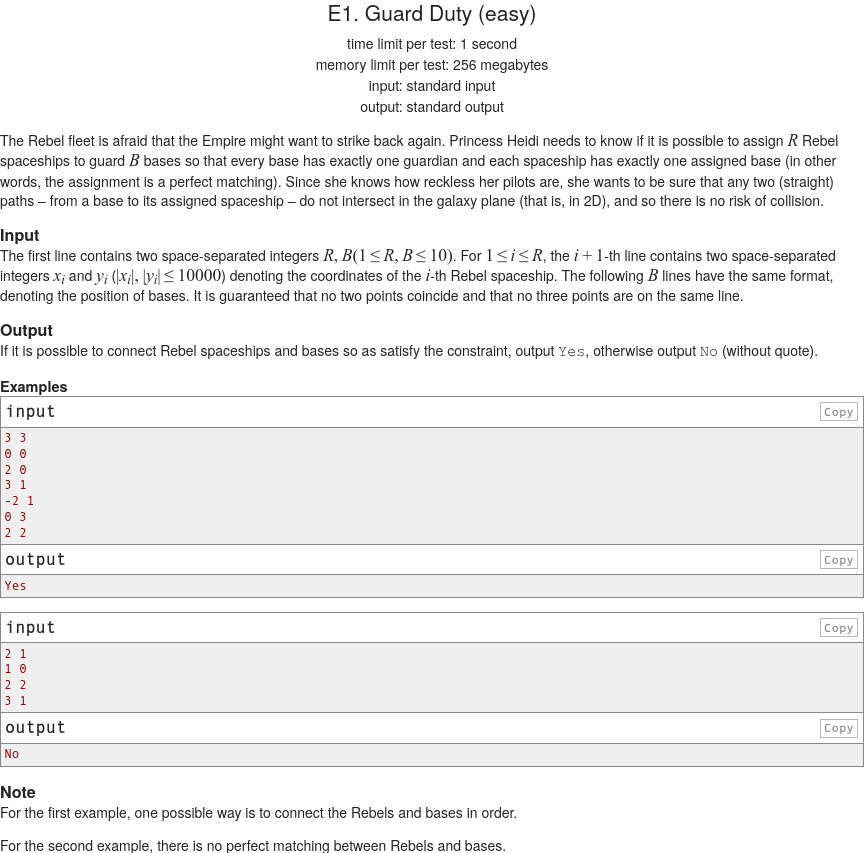 E1. Guard Duty (easy)
time limit per test: 1 second
memory limit per test: 256 megabytes
input: standard input
output: standard output
The Rebel fleet is afraid that the Empire might want to strike back again. Princess Heidi needs to know if it is possible to assign R Rebel
spaceships to guard B bases so that every base has exactly one guardian and each spaceship has exactly one assigned base (in other
words, the assignment is a perfect matching). Since she knows how reckless her pilots are, she wants to be sure that any two (straight)
paths – from a base to its assigned spaceship – do not intersect in the galaxy plane (that is, in 2D), and so there is no risk of collision.
Input
The first line contains two space-separated integers R, B(1 ≤ R, B ≤ 10). For 1 ≤ i ≤ R, the i + 1-th line contains two space-separated
integers xᵢ and yᵢ (|xᵢ|, |yᵢ| ≤ 10000) denoting the coordinates of the i-th Rebel spaceship. The following B lines have the same format,
denoting the position of bases. It is guaranteed that no two points coincide and that no three points are on the same line.
Output
If it is possible to connect Rebel spaceships and bases so as satisfy the constraint, output Yes, otherwise output No (without quote).
Examples
input Copy
3 3
0 0
2 0
3 1
-2 1
0 3
2 2
output Copy
Yes
input Copy
2 1
1 0
2 2
3 1
output Copy
No
Note
For the first example, one possible way is to connect the Rebels and bases in order.
For the second example, there is no perfect matching between Rebels and bases.